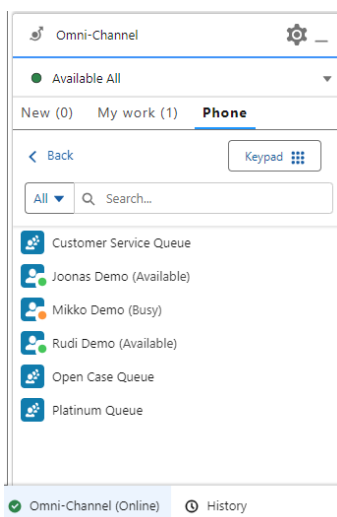 Omni-Channel
Available All
New (0) My work (1) Phone
Back Keypad
All Search...
Customer Service Queue
Joonas Demo (Available)
Mikko Demo (Busy)
Rudi Demo (Available)
Open Case Queue
Platinum Queue
Omni-Channel (Online) History